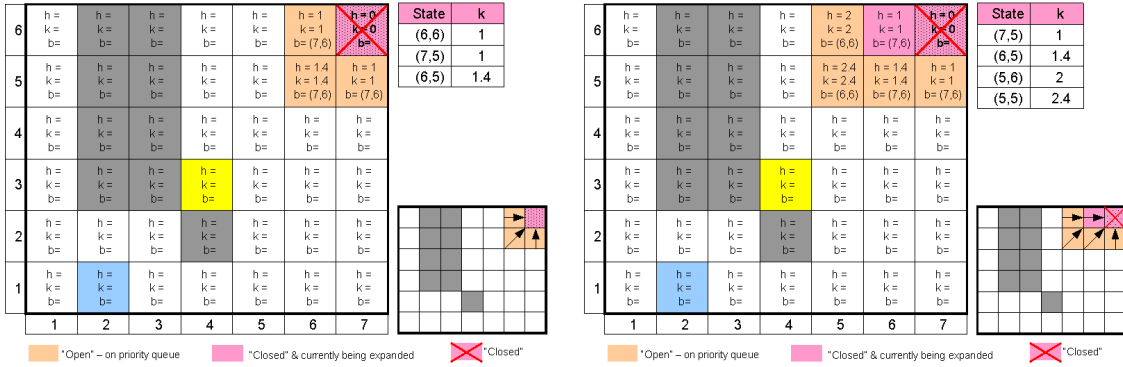 h = h = h = h = h = h = 1 h = 0
6 k = k = k = k = k = k = 1 k = 0
b= b= b= b= b= b= (7,6) b=
h = h = h = h = h = h = 1.4 h = 1
5 k = k = k = k = k = k = 1.4 k = 1
b= b= b= b= b= b= (7,6) b= (7,6)
h = h = h = h = h = h = h =
4 k = k = k = k = k = k = k =
b= b= b= b= b= b= b=
h = h = h = h = h = h = h =
3 k = k = k = k = k = k = k =
b= b= b= b= b= b= b=
h = h = h = h = h = h = h =
2 k = k = k = k = k = k = k =
b= b= b= b= b= b= b=
h = h = h = h = h = h = h =
1 k = k = k = k = k = k = k =
b= b= b= b= b= b= b=
1 2 3 4 5 6 7
State k
(6,6) 1
(7,5) 1
(6,5) 1.4
"Open" – on priority queue
"Closed" & currently being expanded
"Closed"
h = h = h = h = h = 2 h = 1 h = 0
6 k = k = k = k = k = 2 k = 1 k = 0
b= b= b= b= b= (6,6) b= (7,6) b=
h = h = h = h = h = 2.4 h = 1.4 h = 1
5 k = k = k = k = k = 2.4 k = 1.4 k = 1
b= b= b= b= b= (6,6) b= (7,6) b= (7,6)
h = h = h = h = h = h = h =
4 k = k = k = k = k = k = k =
b= b= b= b= b= b= b=
h = h = h = h = h = h = h =
3 k = k = k = k = k = k = k =
b= b= b= b= b= b= b=
h = h = h = h = h = h = h =
2 k = k = k = k = k = k = k =
b= b= b= b= b= b= b=
h = h = h = h = h = h = h =
1 k = k = k = k = k = k = k =
b= b= b= b= b= b= b=
1 2 3 4 5 6 7
State k
(7,5) 1
(6,5) 1.4
(5,6) 2
(5,5) 2.4
"Open" – on priority queue
"Closed" & currently being expanded
"Closed"